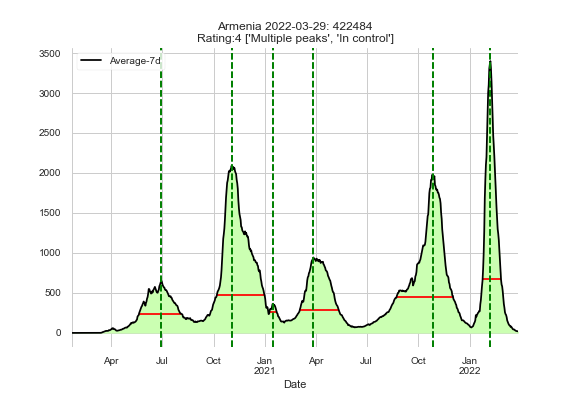 Armenia 2022-03-29: 422484
Rating:4 ['Multiple peaks', 'In control']
Average-7d
3500
3000
2500
2000
1500
1000
500
0
Apr Jul Oct Jan Apr Jul Oct Jan
2021 2022
Date